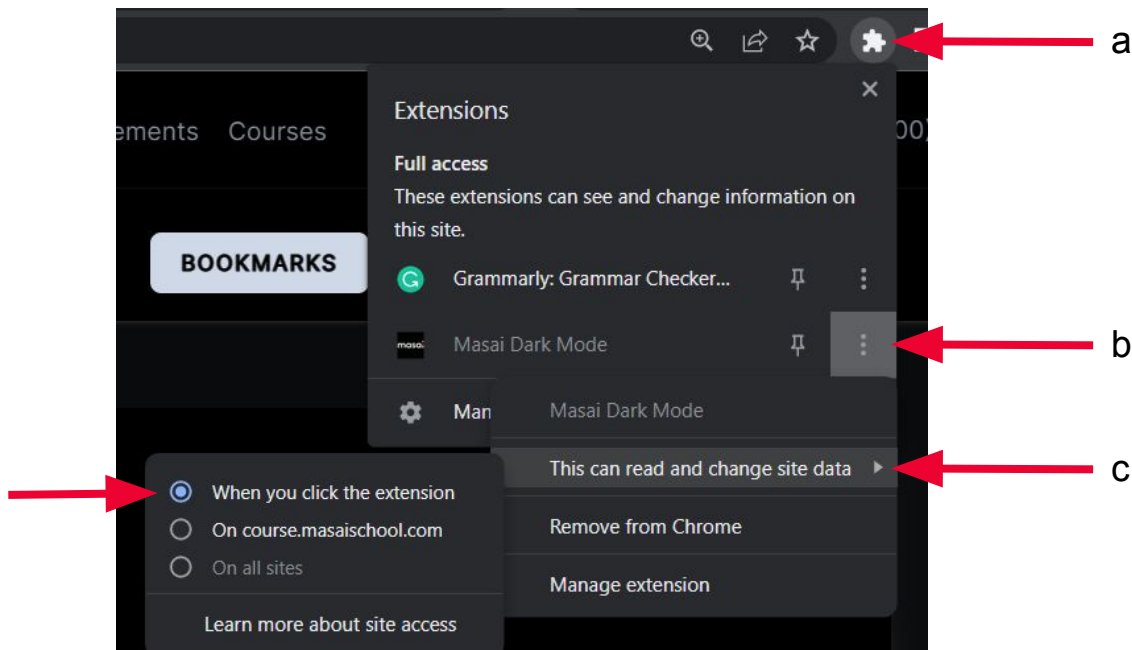 a
Extensions
ements Courses
00)
Full access
These extensions can see and change information on
this site.
BOOKMARKS
G Grammarly: Grammar Checker...
masai. Masai Dark Mode
b
Man
Masai Dark Mode
This can read and change site data
c
When you click the extension
On course.masaischool.com
On all sites
Remove from Chrome
Manage extension
Learn more about site access